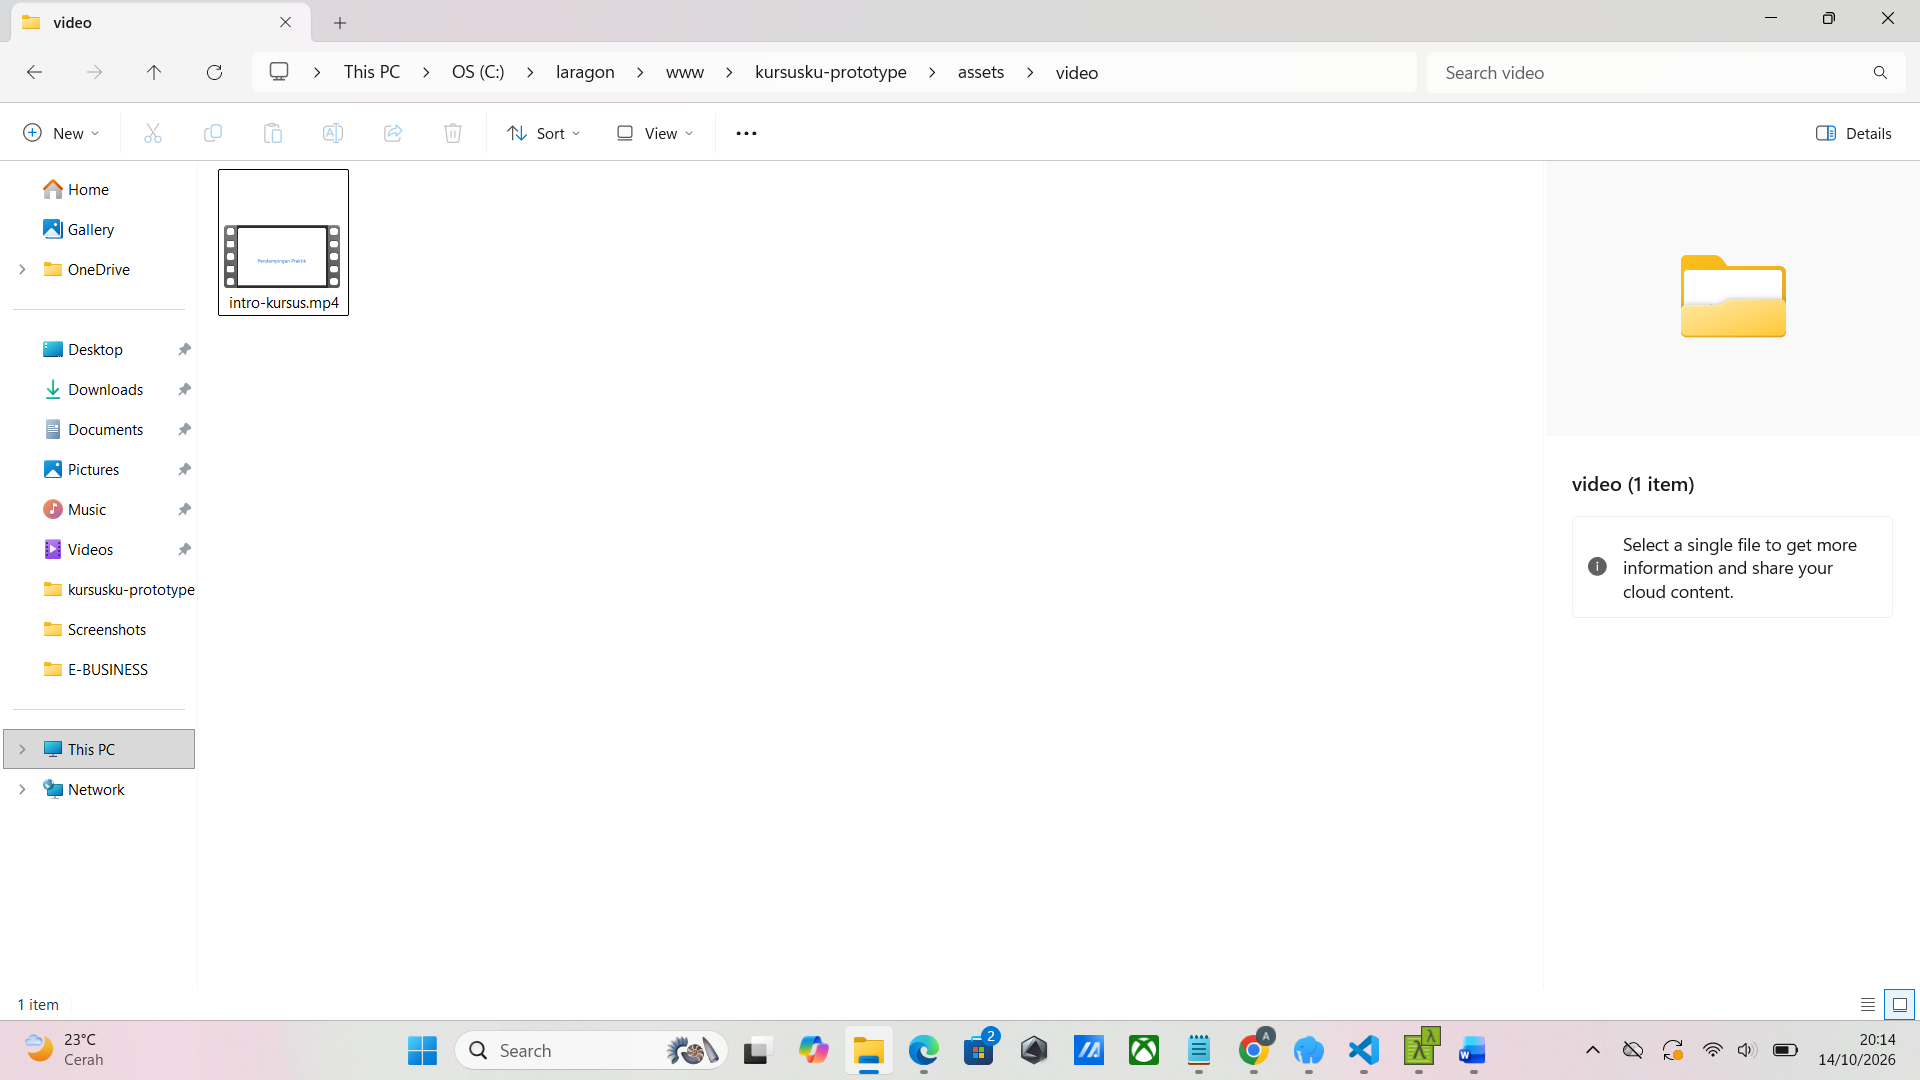 video
This PC
OS (C:)
laragon
www
kursusku-prototype
assets
video
Search video
New
Sort
View
Details
Home
Gallery
OneDrive
Desktop
Downloads
Documents
Pictures
Music
Videos
kursusku-prototype
Screenshots
E-BUSINESS
This PC
Network
Pendampingan Praktik
intro-kursus.mp4
video (1 item)
Select a single file to get more
information and share your
cloud content.
1 item
23°C
Cerah
Search
2
A
20:14
14/10/2026